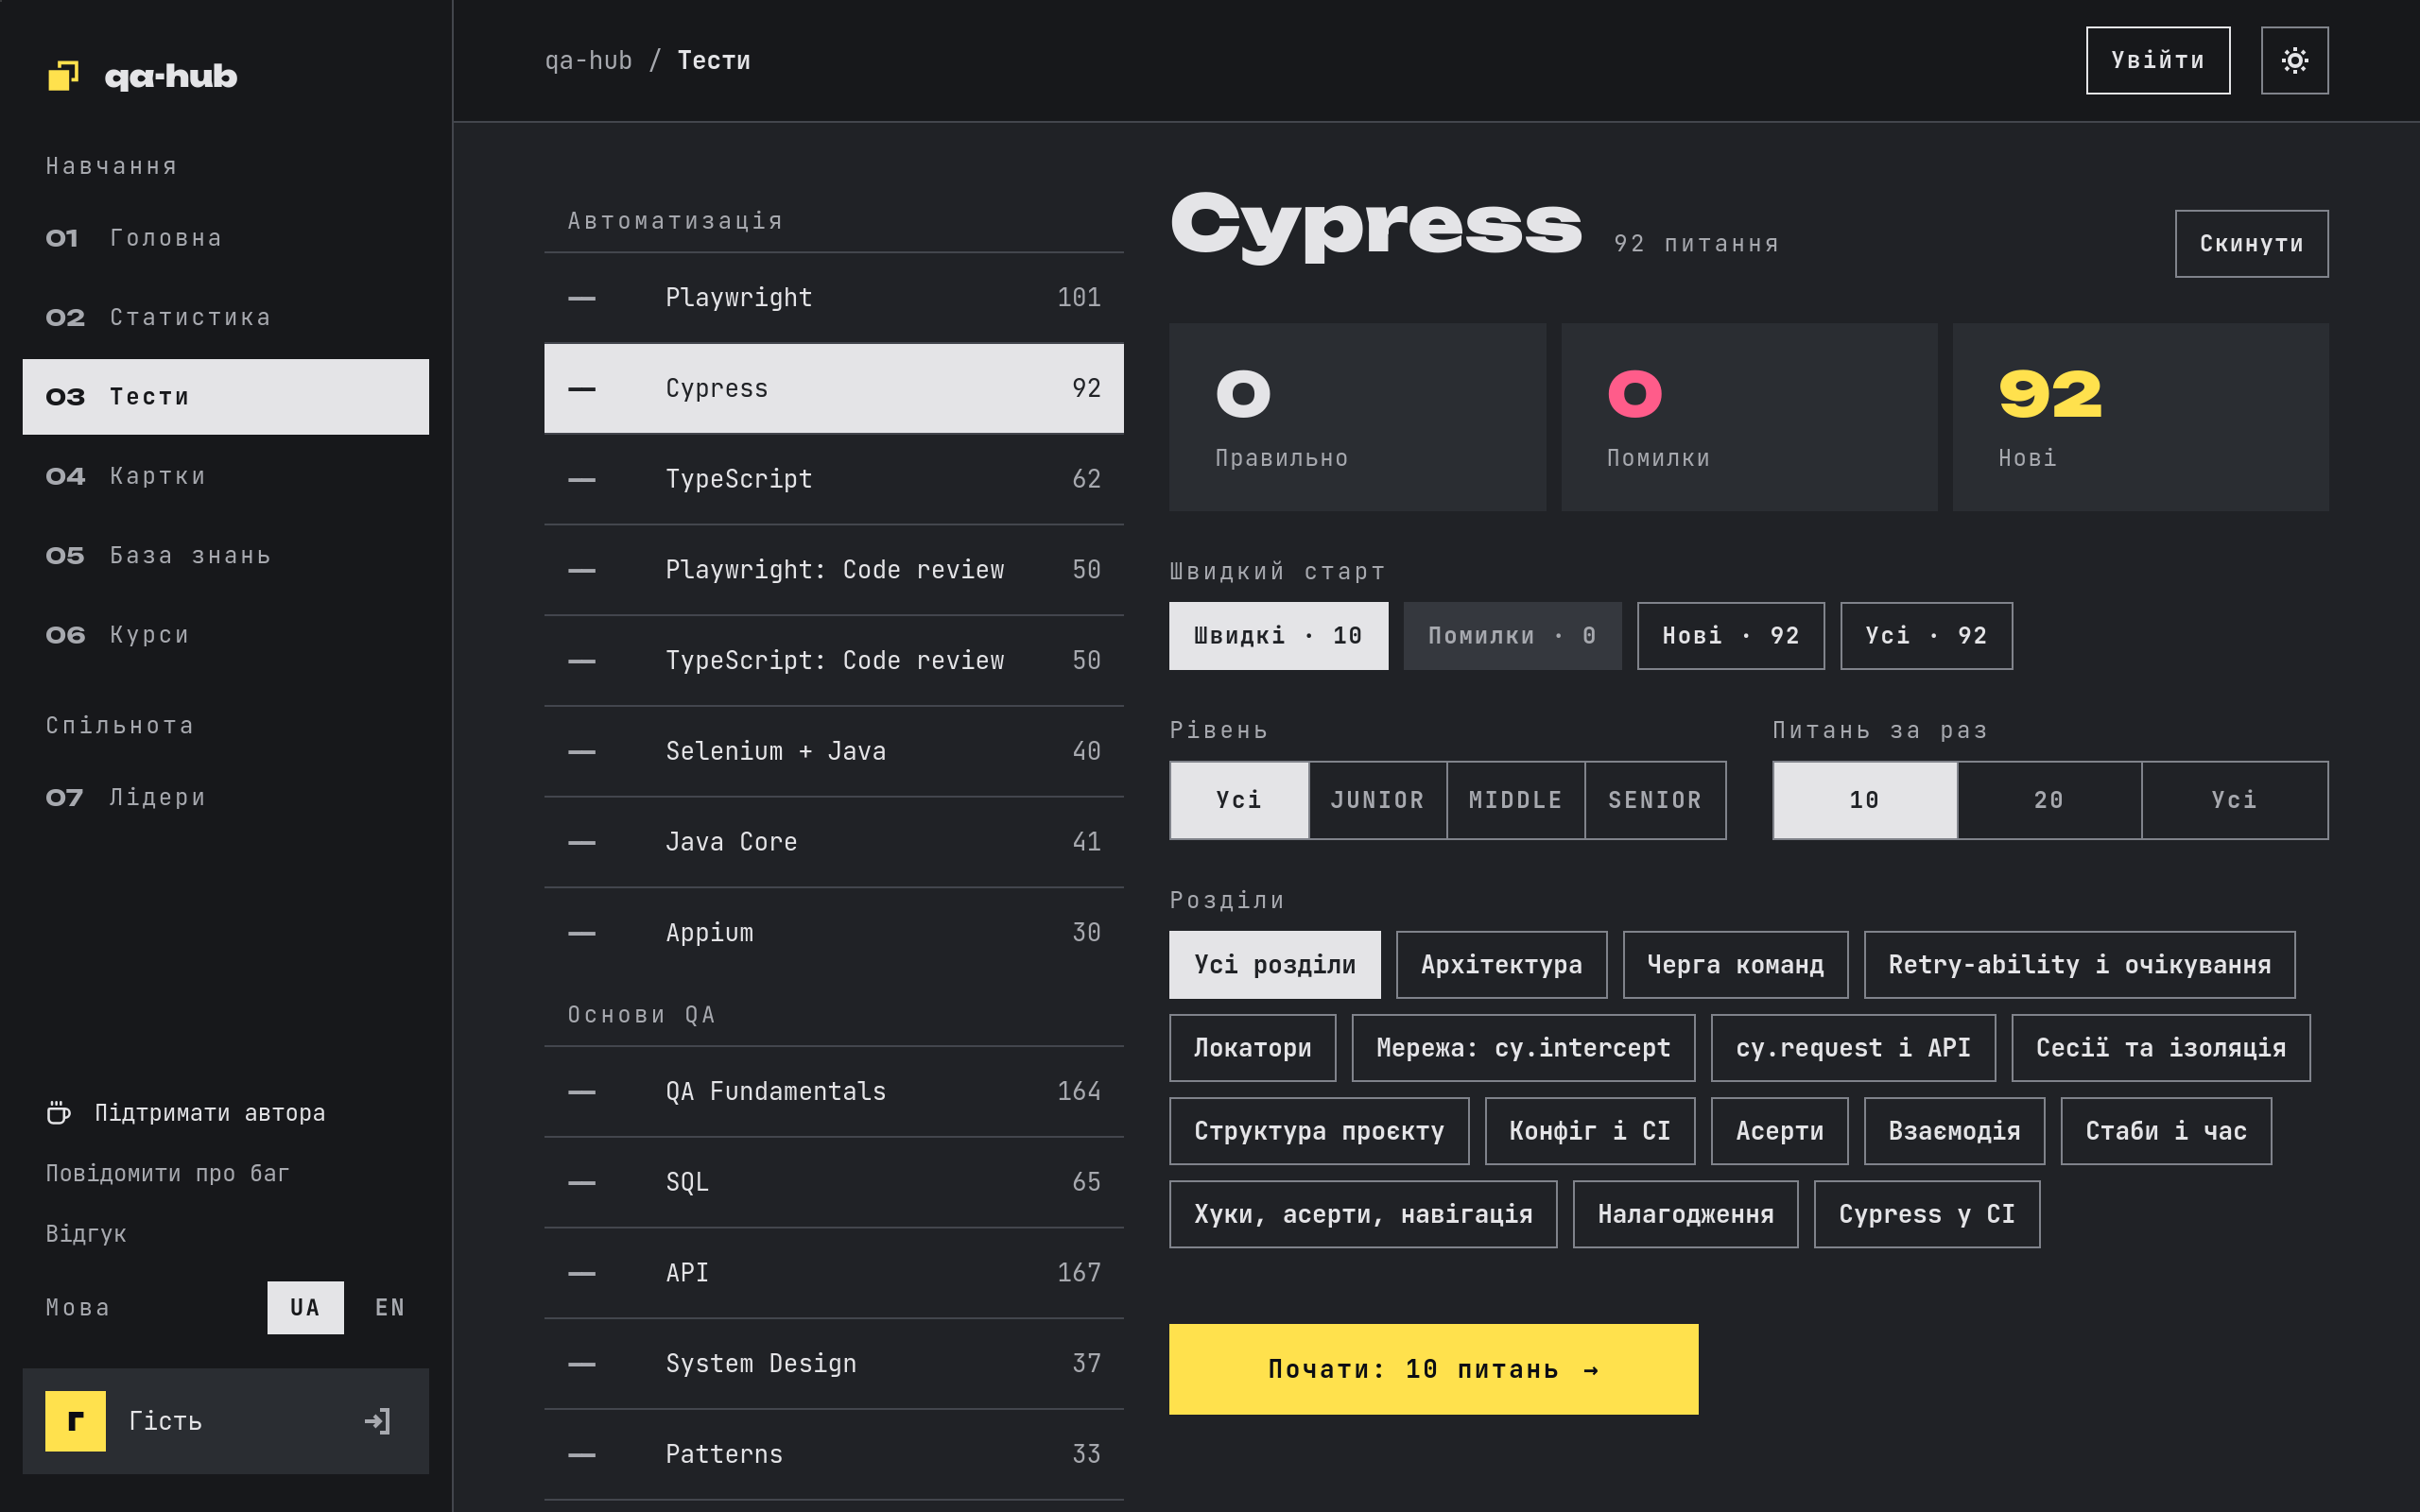 qa-hub
Навчання
01 Головна
02 Статистика
03 Тести
04 Картки
05 База знань
06 Курси
Спільнота
07 Лідери
Підтримати автора
Повідомити про баг
Відгук
Мова UA EN
Г Гість
qa-hub / Тести
Увійти
Автоматизація
— Playwright 101
— Cypress 92
— TypeScript 62
— Playwright: Code review 50
— TypeScript: Code review 50
— Selenium + Java 40
— Java Core 41
— Appium 30
Основи QA
— QA Fundamentals 164
— SQL 65
— API 167
— System Design 37
— Patterns 33
Cypress 92 питання
Скинути
0 0 92
Правильно Помилки Нові
Швидкий старт
Швидкі · 10 Помилки · 0 Нові · 92 Усі · 92
Рівень Питань за раз
Усі JUNIOR MIDDLE SENIOR 10 20 Усі
Розділи
Усі розділи Архітектура Черга команд Retry-ability і очікування
Локатори Мережа: cy.intercept cy.request і API Сесії та ізоляція
Структура проєкту Конфіг і CI Асерти Взаємодія Стаби і час
Хуки, асерти, навігація Налагодження Cypress у CI
Почати: 10 питань →